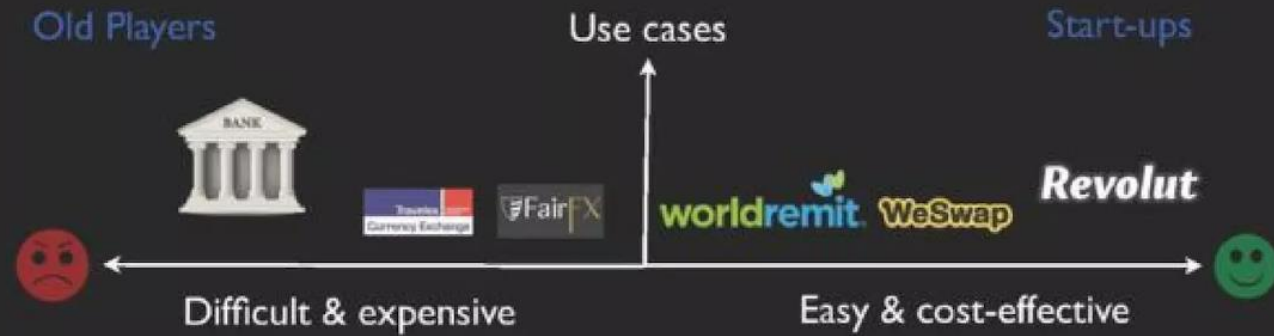 Old Players
Use cases
Start-ups
BANK
Travelex
Currency Exchange
FairFX
worldremit
WeSwap
Revolut
Difficult & expensive
Easy & cost-effective